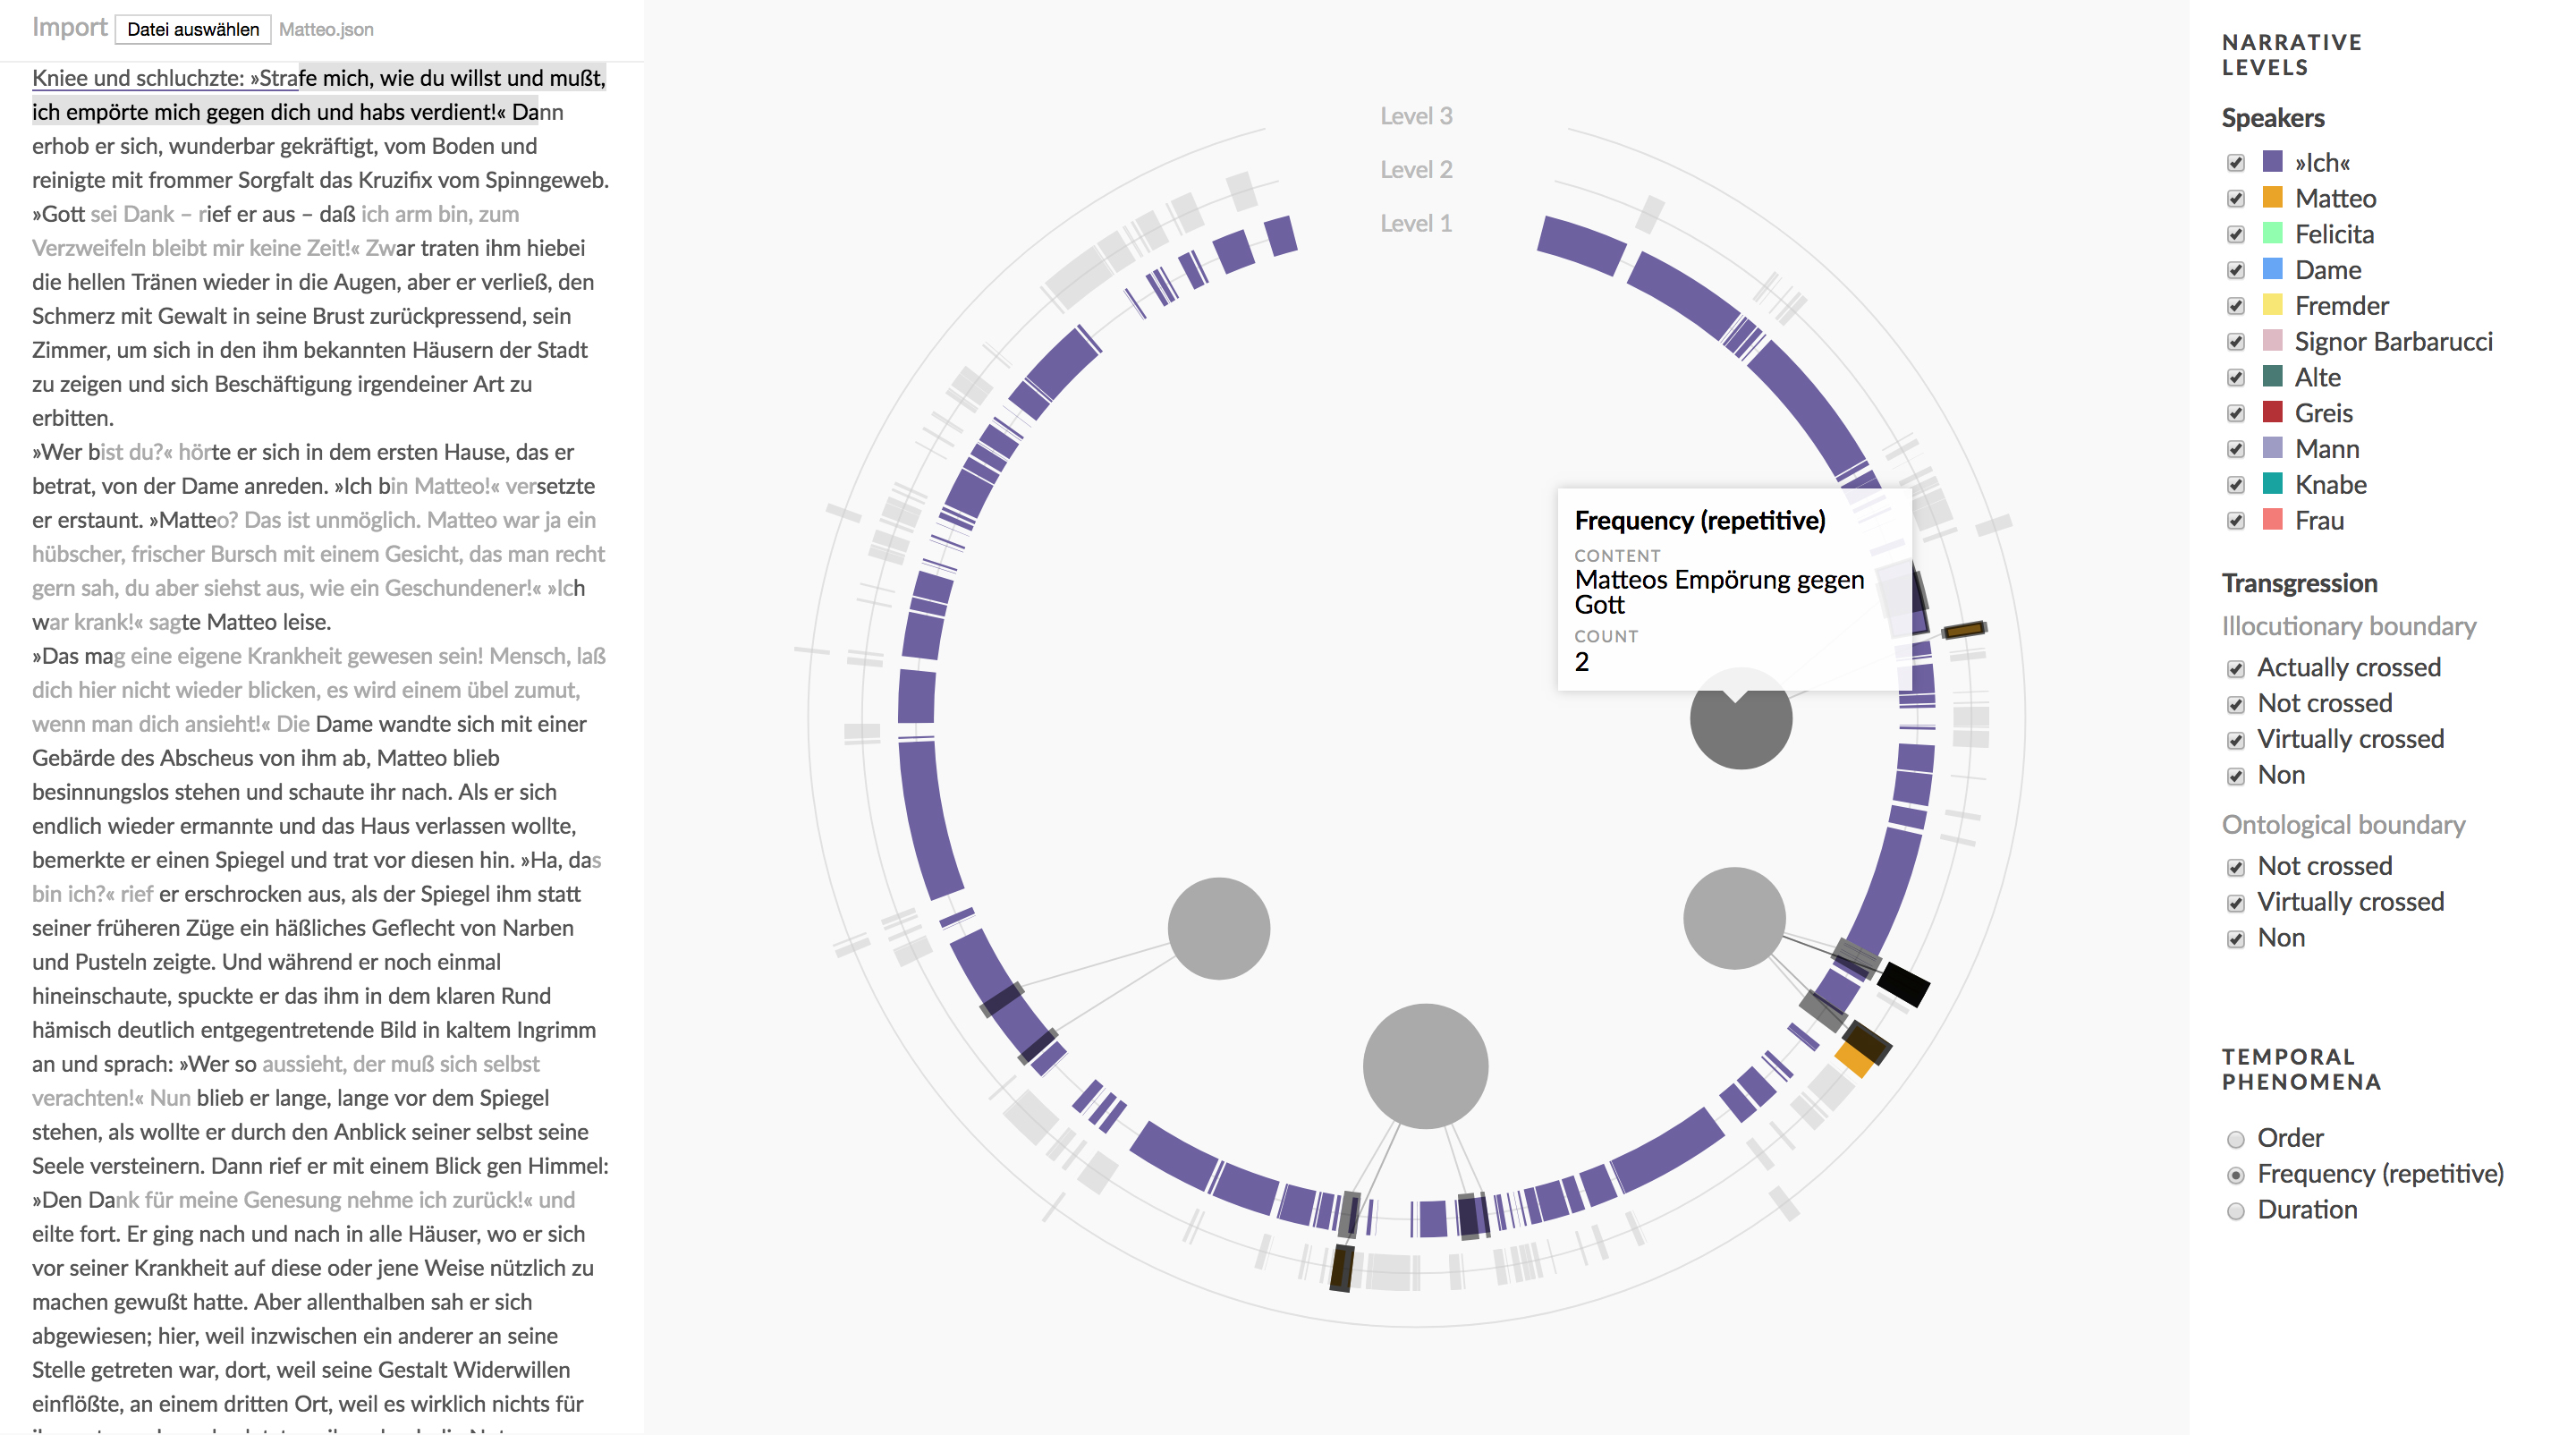 Import Datei auswählen Matteo.json
Kniee und schluchzte: »Strafe mich, wie du willst und mußt,
ich empörte mich gegen dich und habs verdient!« Dann
erhob er sich, wunderbar gekräftigt, vom Boden und
reinigte mit frommer Sorgfalt das Kruzifix vom Spinngeweb.
»Gott sei Dank – rief er aus – daß ich arm bin, zum
Verzweifeln bleibt mir keine Zeit!« Zwar traten ihm hiebei
die hellen Tränen wieder in die Augen, aber er verließ, den
Schmerz mit Gewalt in seine Brust zurückpressend, sein
Zimmer, um sich in den ihm bekannten Häusern der Stadt
zu zeigen und sich Beschäftigung irgendeiner Art zu
erbitten.
»Wer bist du?« hörte er sich in dem ersten Hause, das er
betrat, von der Dame anreden. »Ich bin Matteo!« versetzte
er erstaunt. »Matteo? Das ist unmöglich. Matteo war ja ein
hübscher, frischer Bursch mit einem Gesicht, das man recht
gern sah, du aber siehst aus, wie ein Geschundener!« »Ich
war krank!« sagte Matteo leise.
»Das mag eine eigene Krankheit gewesen sein! Mensch, laß
dich hier nicht wieder blicken, es wird einem übel zumut,
wenn man dich ansieht!« Die Dame wandte sich mit einer
Gebärde des Abscheus von ihm ab, Matteo blieb
besinnungslos stehen und schaute ihr nach. Als er sich
endlich wieder ermannte und das Haus verlassen wollte,
bemerkte er einen Spiegel und trat vor diesen hin. »Ha, das
bin ich?« rief er erschrocken aus, als der Spiegel ihm statt
seiner früheren Züge ein häßliches Geflecht von Narben
und Pusteln zeigte. Und während er noch einmal
hineinschaute, spuckte er das ihm in dem klaren Rund
hämisch deutlich entgegentretende Bild in kaltem Ingrimm
an und sprach: »Wer so aussieht, der muß sich selbst
verachten!« Nun blieb er lange, lange vor dem Spiegel
stehen, als wollte er durch den Anblick seiner selbst seine
Seele versteinern. Dann rief er mit einem Blick gen Himmel:
»Den Dank für meine Genesung nehme ich zurück!« und
eilte fort. Er ging nach und nach in alle Häuser, wo er sich
vor seiner Krankheit auf diese oder jene Weise nützlich zu
machen gewußt hatte. Aber allenthalben sah er sich
abgewiesen; hier, weil inzwischen ein anderer an seine
Stelle getreten war, dort, weil seine Gestalt Widerwillen
einflößte, an einem dritten Ort, weil es wirklich nichts für
Level 3
Level 2
Level 1
Frequency (repetitive)
CONTENT
Matteos Empörung gegen
Gott
COUNT
2
NARRATIVE
LEVELS
Speakers
»Ich«
Matteo
Felicita
Dame
Fremder
Signor Barbarucci
Alte
Greis
Mann
Knabe
Frau
Transgression
Illocutionary boundary
Actually crossed
Not crossed
Virtually crossed
Non
Ontological boundary
Not crossed
Virtually crossed
Non
TEMPORAL
PHENOMENA
Order
Frequency (repetitive)
Duration